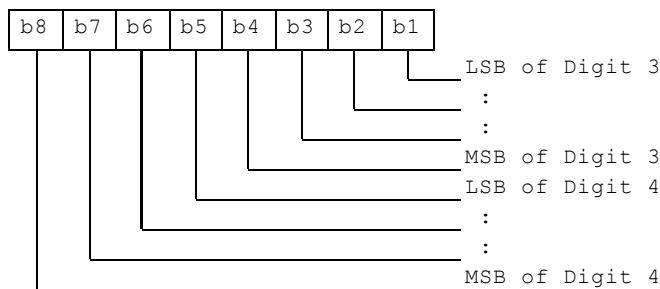 b8 b7 b6 b5 b4 b3 b2 b1
LSB of Digit 3
:
:
MSB of Digit 3
LSB of Digit 4
:
:
MSB of Digit 4